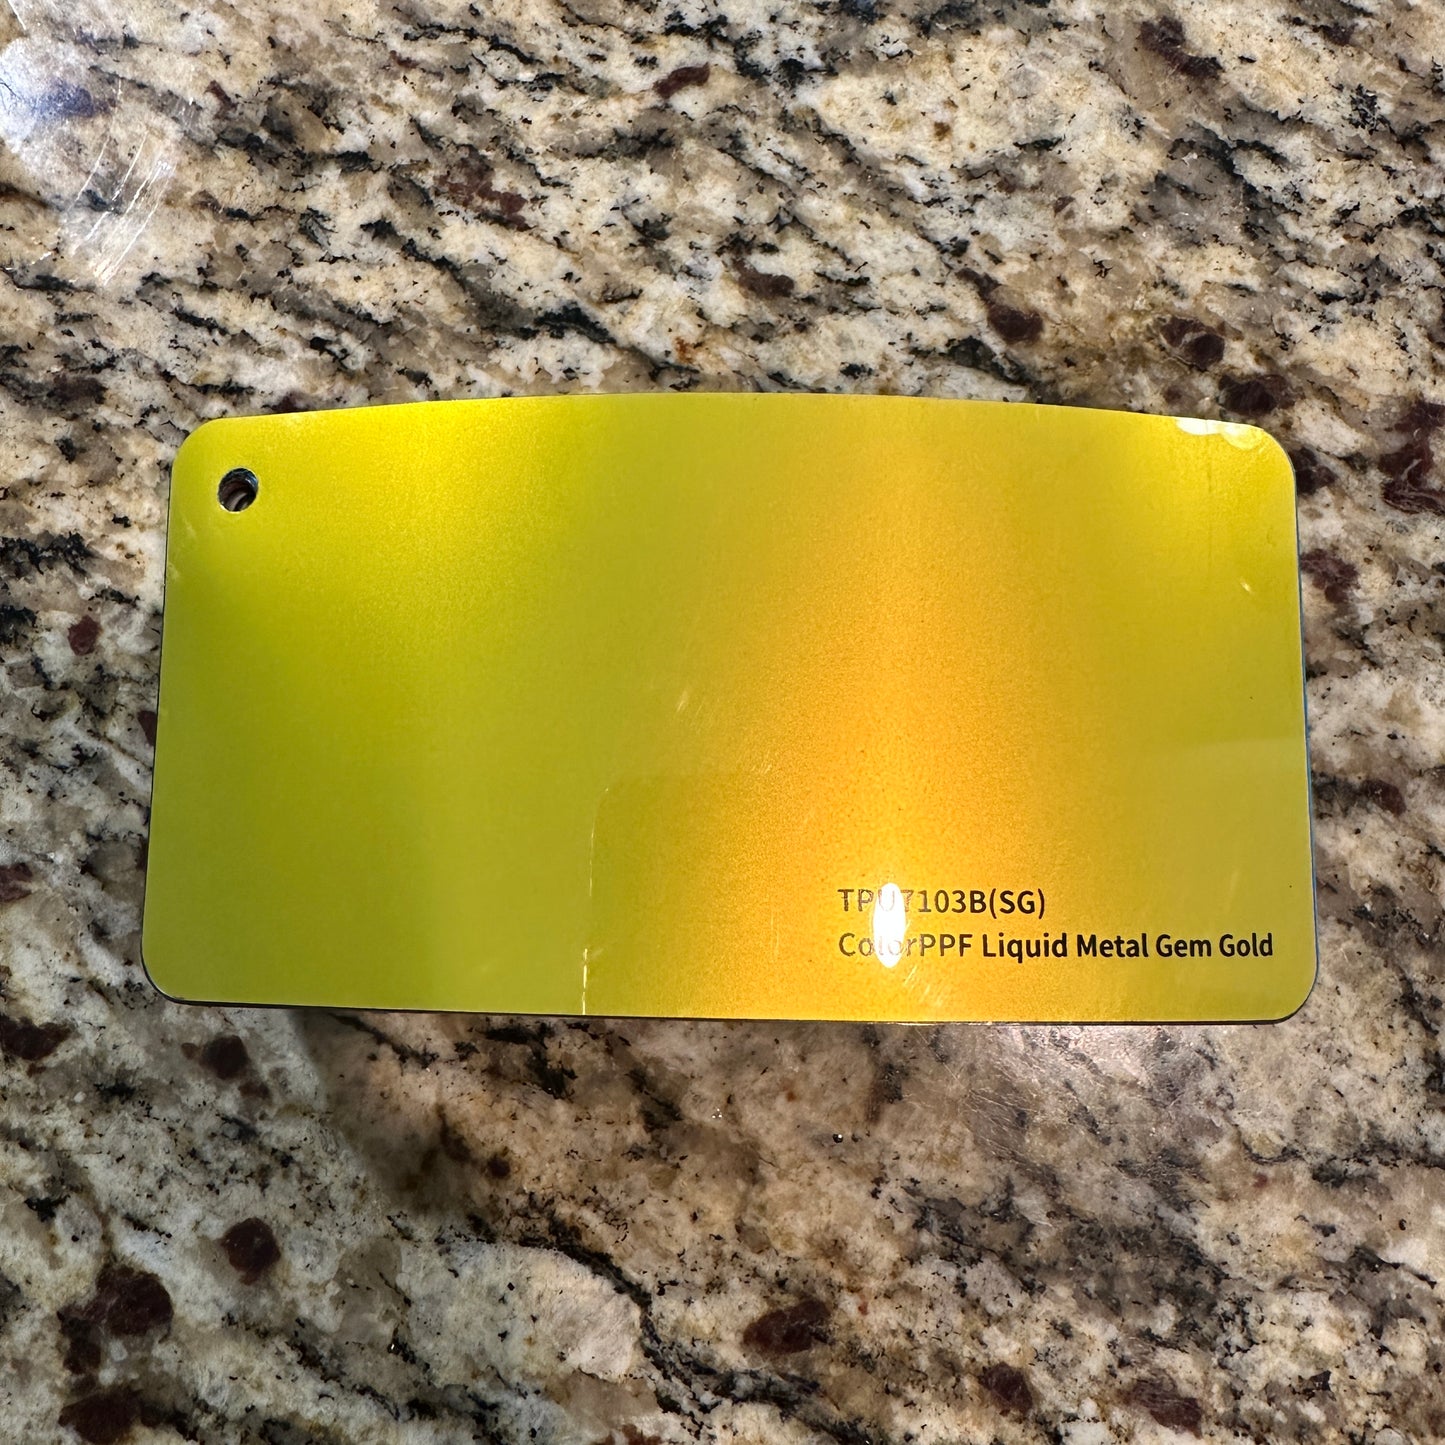 TPU7103B(SG)
ColorPPF Liquid Metal Gem Gold